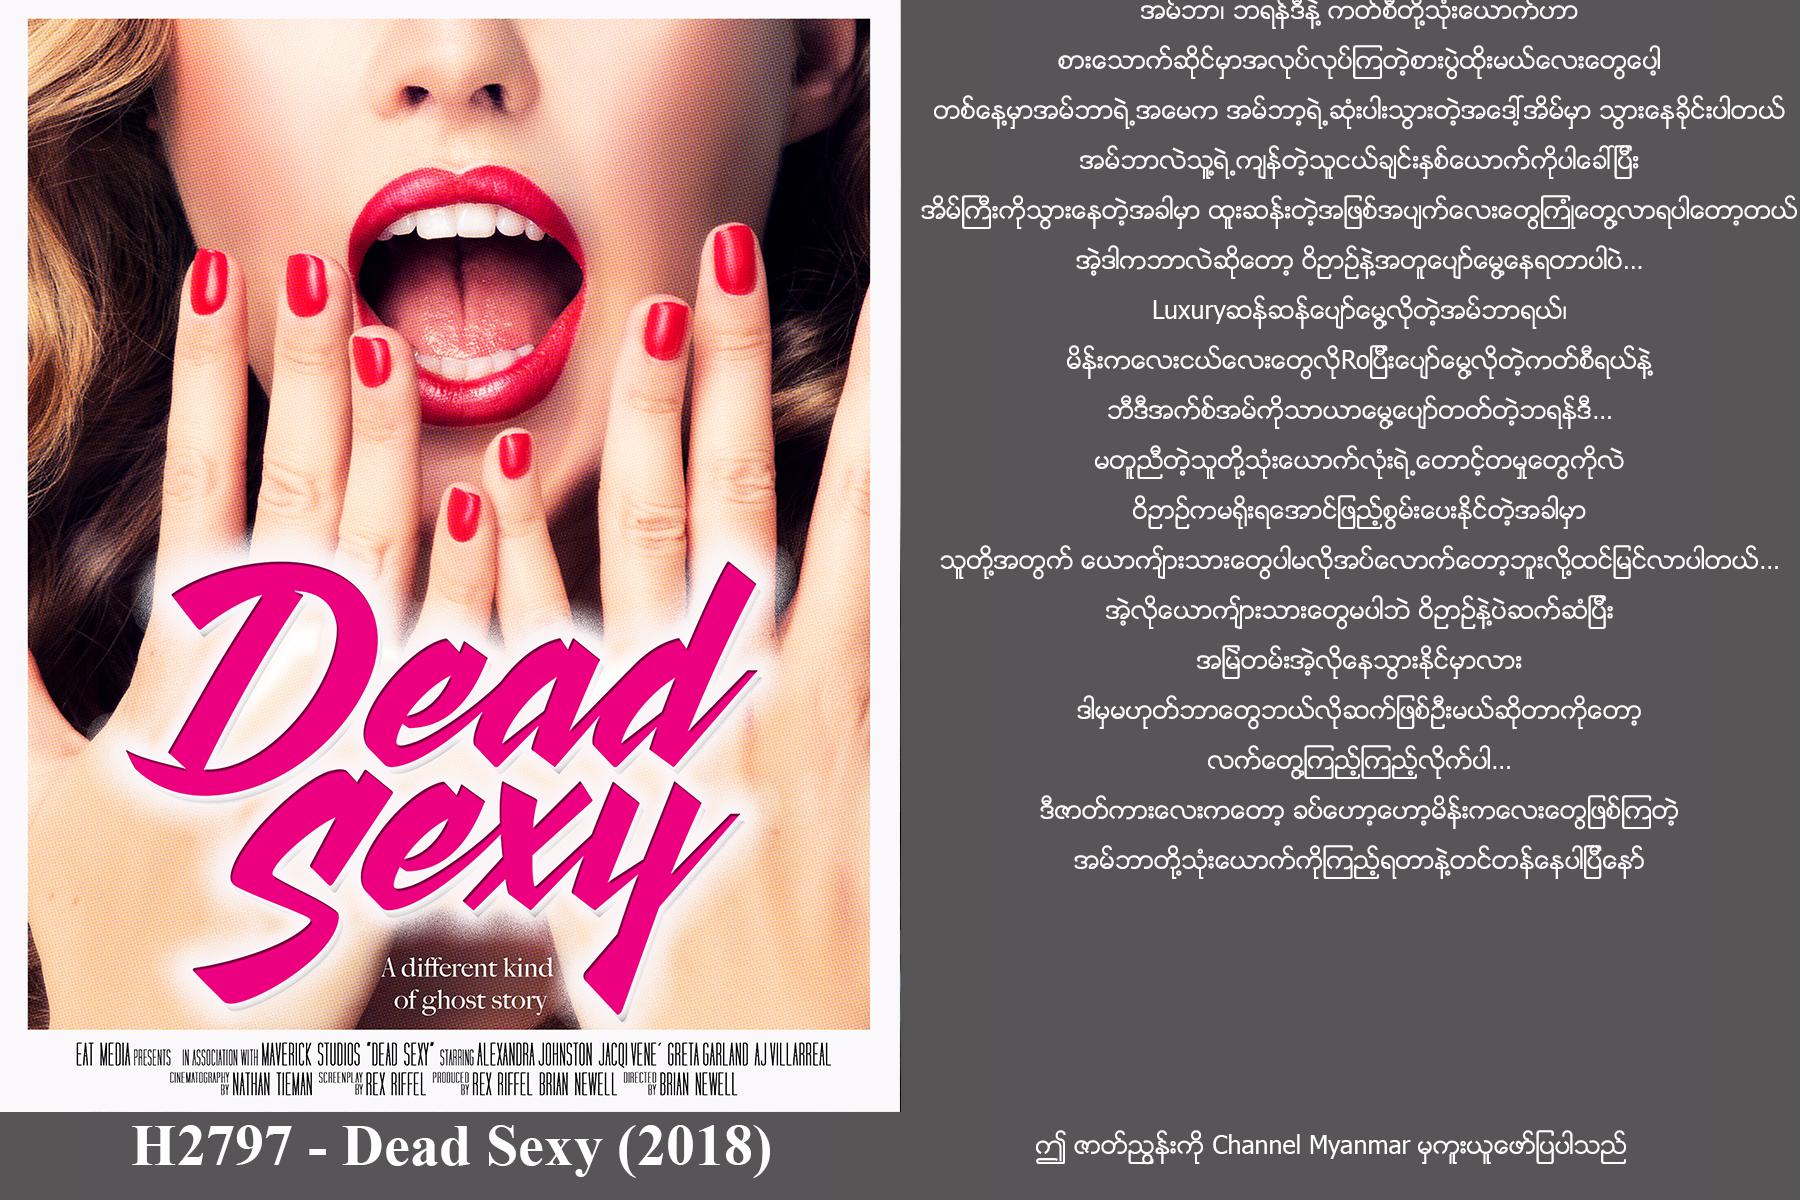 Dead
sexy
A different kind
of ghost story
EAT MEDIA PRESENTS IN ASSOCIATION WITH MAVERICK STUDIOS "DEAD SEXY" STARRING ALEXANDRA JOHNSTON JACQI VENE´ GRETA GARLAND AJ VILLARREAL
CINEMATOGRAPHY BY NATHAN TIEMAN SCREENPLAY BY REX RIFFEL PRODUCED BY REX RIFFEL BRIAN NEWELL DIRECTED BY BRIAN NEWELL
H2797 - Dead Sexy (2018)
အမ်ဘာ၊ ဘရန်ဒီနဲ့ ကတ်စီတို့သုံးယောက်ဟာ
စားသောက်ဆိုင်မှာအလုပ်လုပ်ကြတဲ့စားပွဲထိုးမယ်လေးတွေပေါ့
တစ်နေ့မှာအမ်ဘာရဲ့အမေက အမ်ဘာ့ရဲ့ဆုံးပါးသွားတဲ့အဒေါ့်အိမ်မှာ သွားနေခိုင်းပါတယ်
အမ်ဘာလဲသူ့ရဲ့ကျန်တဲ့သူငယ်ချင်းနှစ်ယောက်ကိုပါခေါ်ပြီး
အိမ်ကြီးကိုသွားနေတဲ့အခါမှာ ထူးဆန်းတဲ့အဖြစ်အပျက်လေးတွေကြုံတွေ့လာရပါတော့တယ်
အဲ့ဒါကဘာလဲဆိုတော့ ဝိညာဉ်နဲ့အတူပျော်မွေ့နေရတာပါပဲ...
Luxuryဆန်ဆန်ပျော်မွေ့လိုတဲ့အမ်ဘာရယ်၊
မိန်းကလေးငယ်လေးတွေလိုRoပြီးပျော်မွေ့လိုတဲ့ကတ်စီရယ်နဲ့
ဘီဒီအက်စ်အမ်ကိုသာယာမွေ့ပျော်တတ်တဲ့ဘရန်ဒီ...
မတူညီတဲ့သူတို့သုံးယောက်လုံးရဲ့တောင့်တမှုတွေကိုလဲ
ဝိညာဉ်ကမရိုးရအောင်ဖြည့်စွမ်းပေးနိုင်တဲ့အခါမှာ
သူတို့အတွက် ယောက်ျားသားတွေပါမလိုအပ်လောက်တော့ဘူးလို့ထင်မြင်လာပါတယ်...
အဲ့လိုယောက်ျားသားတွေမပါဘဲ ဝိညာဉ်နဲ့ပဲဆက်ဆံပြီး
အမြဲတမ်းအဲ့လိုနေသွားနိုင်မှာလား
ဒါမှမဟုတ်ဘာတွေဘယ်လိုဆက်ဖြစ်ဦးမယ်ဆိုတာကိုတော့
လက်တွေ့ကြည့်ကြည့်လိုက်ပါ...
ဒီဇာတ်ကားလေးကတော့ ခပ်ဟော့ဟော့မိန်းကလေးတွေဖြစ်ကြတဲ့
အမ်ဘာတို့သုံးယောက်ကိုကြည့်ရတာနဲ့တင်တန်နေပါပြီနော်
ဤ ဇာတ်ညွှန်းကို Channel Myanmar မှကူးယူဖော်ပြပါသည်